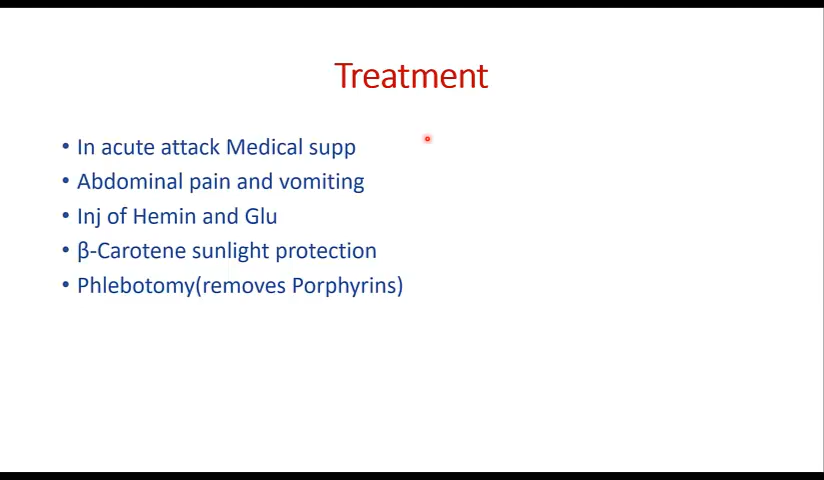 Treatment
• In acute attack Medical supp
• Abdominal pain and vomiting
• Inj of Hemin and Glu
• β-Carotene sunlight protection
• Phlebotomy(removes Porphyrins)